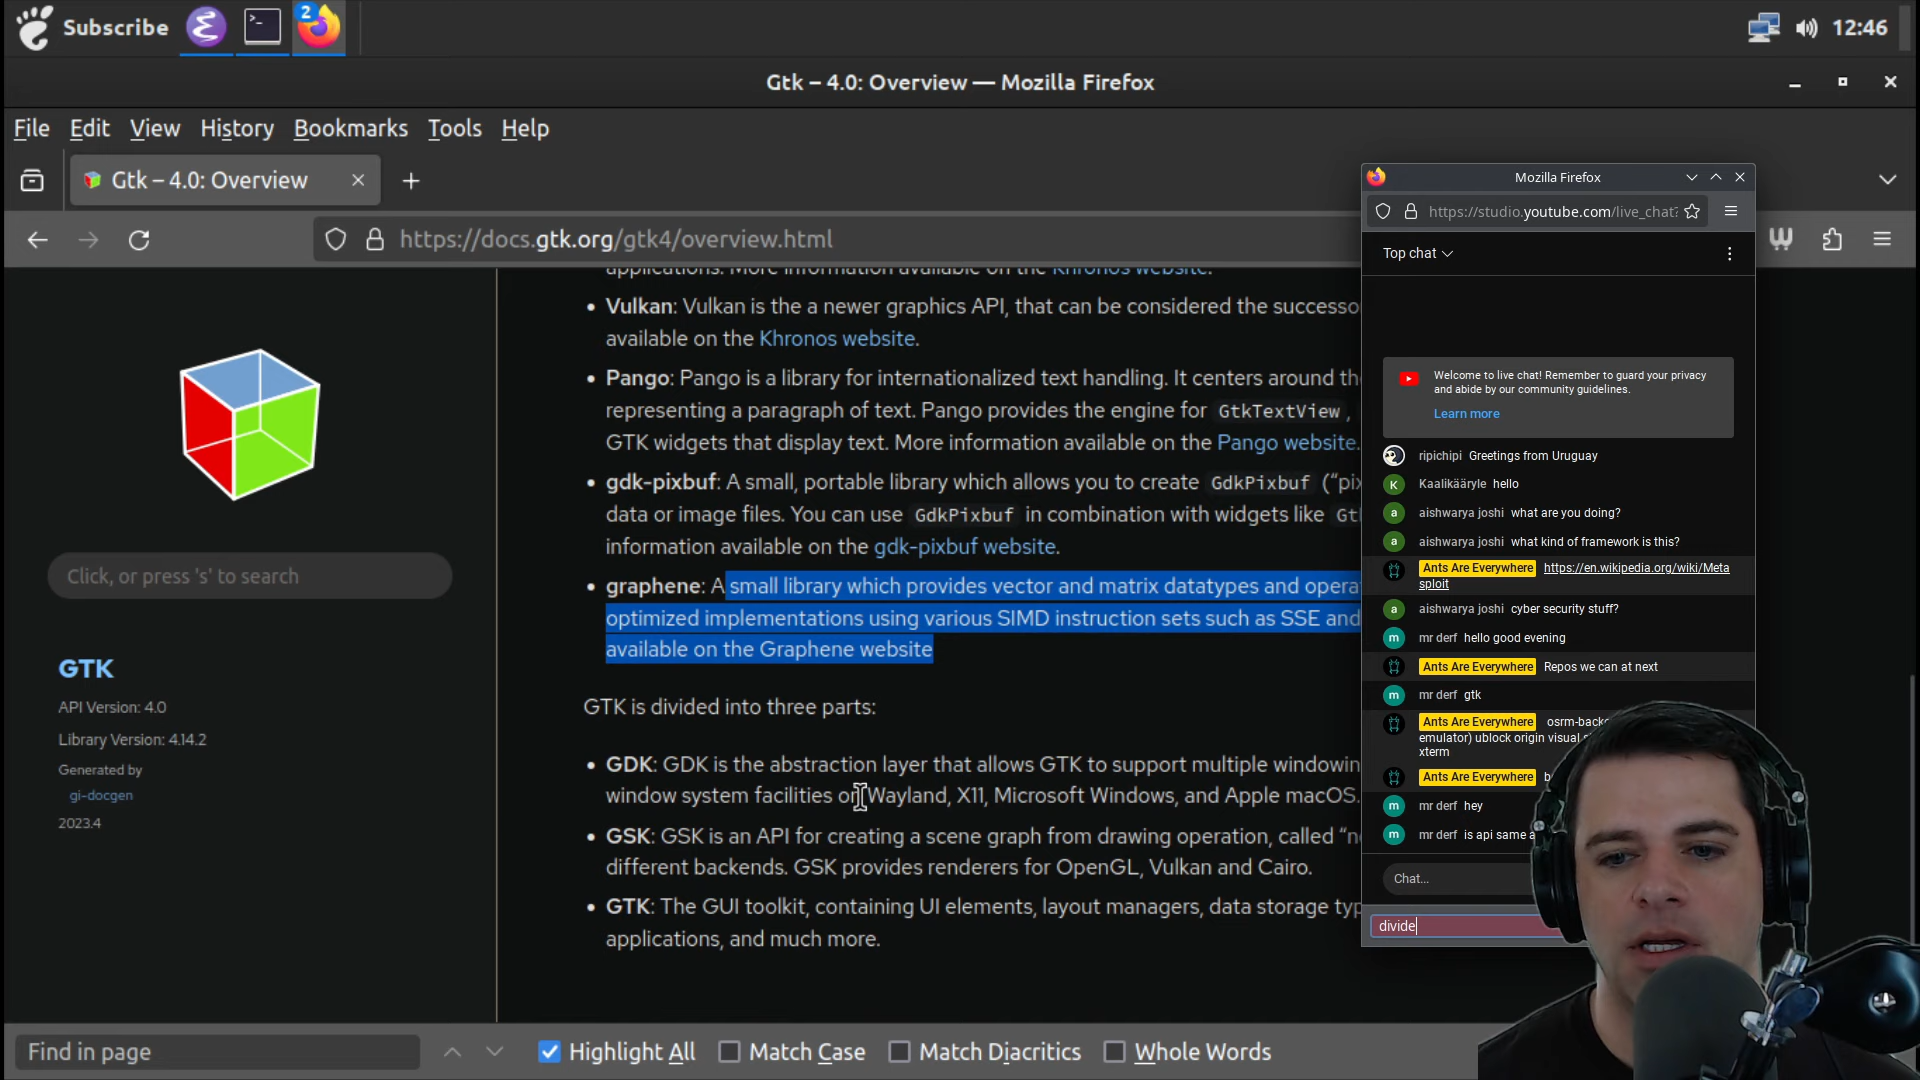 Subscribe
2
12:46
Gtk – 4.0: Overview — Mozilla Firefox
File Edit View History Bookmarks Tools Help
Gtk – 4.0: Overview
https://docs.gtk.org/gtk4/overview.html
applications. More information available on the Khronos website.
• Vulkan: Vulkan is the a newer graphics API, that can be considered the successo
available on the Khronos website.
• Pango: Pango is a library for internationalized text handling. It centers around the
representing a paragraph of text. Pango provides the engine for GtkTextView,
GTK widgets that display text. More information available on the Pango website.
• gdk-pixbuf: A small, portable library which allows you to create GdkPixbuf (“pix
data or image files. You can use GdkPixbuf in combination with widgets like Gt
information available on the gdk-pixbuf website.
• graphene: A small library which provides vector and matrix datatypes and opera
optimized implementations using various SIMD instruction sets such as SSE and
available on the Graphene website
GTK is divided into three parts:
• GDK: GDK is the abstraction layer that allows GTK to support multiple windowin
window system facilities on Wayland, X11, Microsoft Windows, and Apple macOS.
• GSK: GSK is an API for creating a scene graph from drawing operation, called “n
different backends. GSK provides renderers for OpenGL, Vulkan and Cairo.
• GTK: The GUI toolkit, containing UI elements, layout managers, data storage typ
applications, and much more.
Click, or press 's' to search
GTK
API Version: 4.0
Library Version: 4.14.2
Generated by
gi-docgen
2023.4
Mozilla Firefox
https://studio.youtube.com/live_chat?
Top chat
Welcome to live chat! Remember to guard your privacy
and abide by our community guidelines.
Learn more
ripichipi Greetings from Uruguay
K Kaalikääryle hello
a aishwarya joshi what are you doing?
a aishwarya joshi what kind of framework is this?
Ants Are Everywhere https://en.wikipedia.org/wiki/Meta
sploit
a aishwarya joshi cyber security stuff?
m mr derf hello good evening
Ants Are Everywhere Repos we can at next
m mr derf gtk
Ants Are Everywhere osrm-back
emulator) ublock origin visual
xterm
Ants Are Everywhere
m mr derf hey
m mr derf is api same a
Chat...
divide
Find in page
Highlight All Match Case Match Diacritics Whole Words